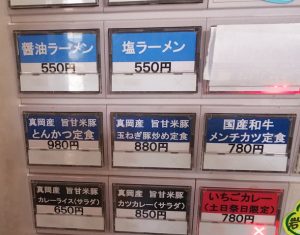 醤油ラーメン
550円
塩ラーメン
550円
真岡産 旨甘米豚
とんかつ定食
980円
真岡産 旨甘米豚
玉ねぎ豚炒め定食
880円
国産和牛
メンチカツ定食
780円
真岡産 旨甘米豚
カレーライス(サラダ)
650円
真岡産 旨甘米豚
カツカレー(サラダ)
850円
いちごカレー
(土日祭日限定)
780円